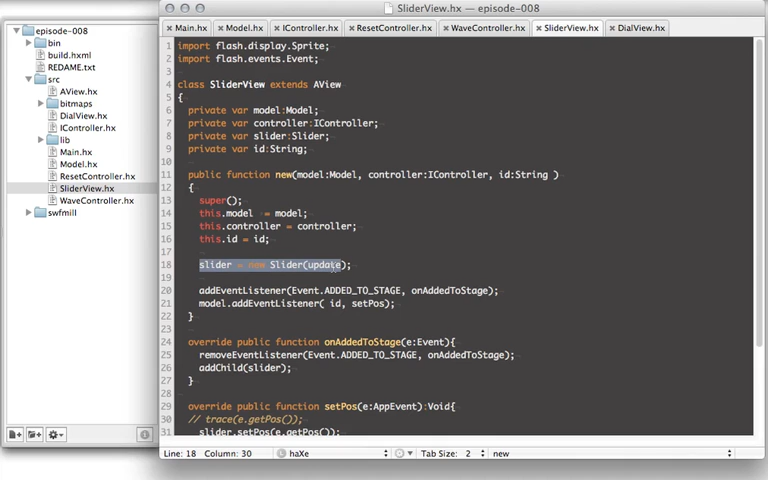 SliderView.hx — episode-008
episode-008
bin
build.hxml
REDAME.txt
src
AView.hx
bitmaps
DialView.hx
IController.hx
lib
Main.hx
Model.hx
ResetController.hx
SliderView.hx
WaveController.hx
swfmill
Main.hx
Model.hx
IController.hx
ResetController.hx
WaveController.hx
SliderView.hx
DialView.hx
1 import flash.display.Sprite;
2 import flash.events.Event;
3
4 class SliderView extends AView
5 {
6 private var model:Model;
7 private var controller:IController;
8 private var slider:Slider;
9 private var id:String;
10
11 public function new(model:Model, controller:IController, id:String )
12 {
13 super();
14 this.model = model;
15 this.controller = controller;
16 this.id = id;
17
18 slider = new Slider(update);
19
20 addEventListener(Event.ADDED_TO_STAGE, onAddedToStage);
21 model.addEventListener( id, setPos);
22 }
23
24 override public function onAddedToStage(e:Event){
25 removeEventListener(Event.ADDED_TO_STAGE, onAddedToStage);
26 addChild(slider);
27 }
28
29 override public function setPos(e:AppEvent):Void{
30 // trace(e.getPos());
31 slider.setPos(e.getPos());
Line: 18 Column: 30 haXe Tab Size: 2 new